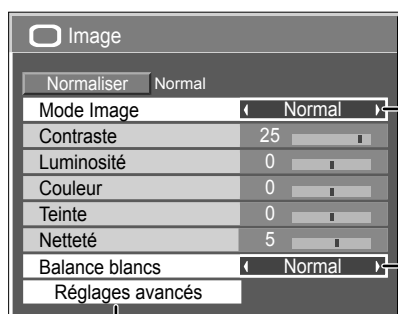 Image
Normaliser Normal
Mode Image Normal
Contraste 25
Luminosité 0
Couleur 0
Teinte 0
Netteté 5
Balance blancs Normal
Réglages avancés